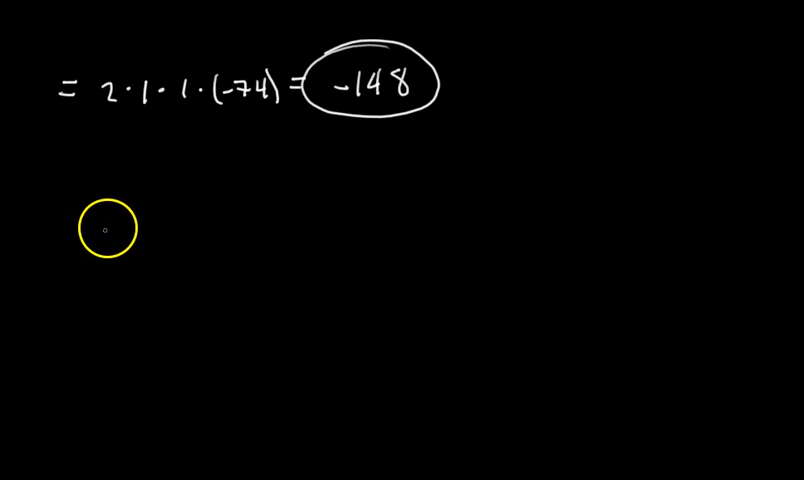 = 2 · 1 · 1 · (-74) = -148